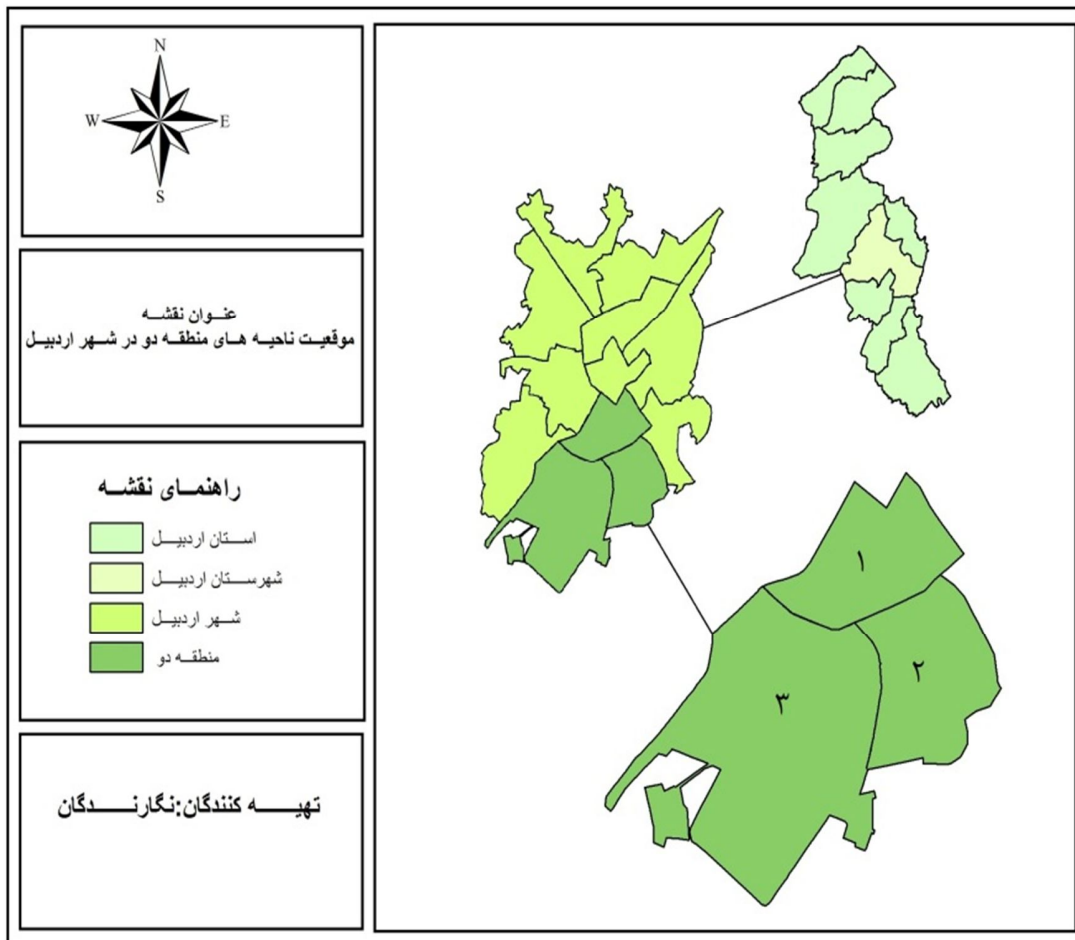 N
W
E
S
عنوان نقشه
موقعیت ناحیه های منطقه دو در شهر اردبیل
راهنمای نقشه
استان اردبیل
شهرستان اردبیل
شهر اردبیل
منطقه دو
تهیه کنندگان:نگارندگان
۱
۲
۳